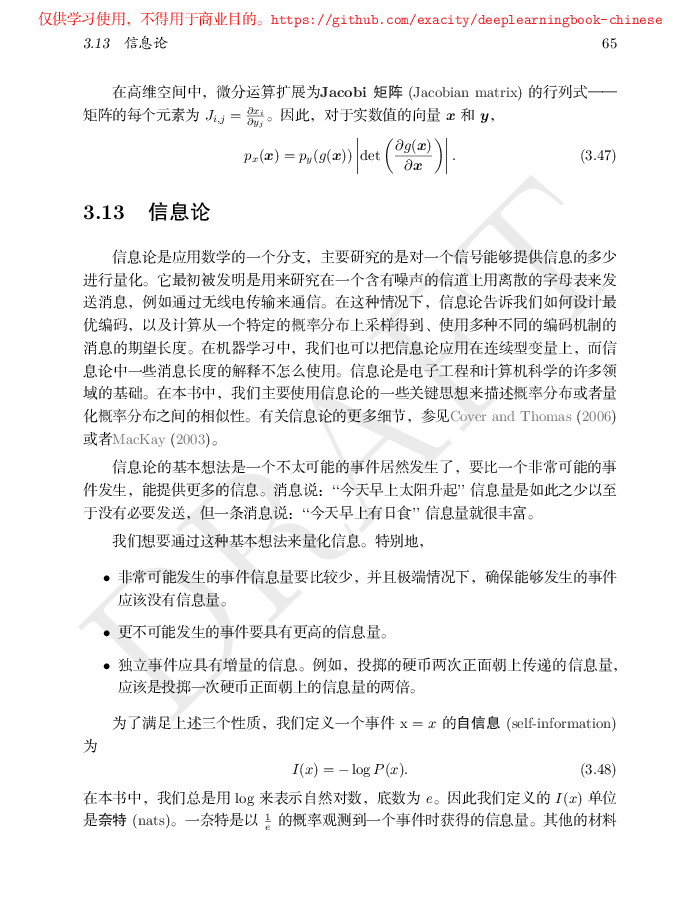 仅供学习使用，不得用于商业目的。https://github.com/exacity/deeplearningbook-chinese
3.13 信息论 65
在高维空间中，微分运算扩展为Jacobi 矩阵 (Jacobian matrix) 的行列式——
矩阵的每个元素为 J_{i,j} = ∂x_i/∂y_j。因此，对于实数值的向量 x 和 y，
p_x(x) = p_y(g(x)) |det (∂g(x)/∂x)| . (3.47)
3.13 信息论
信息论是应用数学的一个分支，主要研究的是对一个信号能够提供信息的多少
进行量化。它最初被发明是用来研究在一个含有噪声的信道上用离散的字母表来发
送消息，例如通过无线电传输来通信。在这种情况下，信息论告诉我们如何设计最
优编码，以及计算从一个特定的概率分布上采样得到、使用多种不同的编码机制的
消息的期望长度。在机器学习中，我们也可以把信息论应用在连续型变量上，而信
息论中一些消息长度的解释不怎么使用。信息论是电子工程和计算机科学的许多领
域的基础。在本书中，我们主要使用信息论的一些关键思想来描述概率分布或者量
化概率分布之间的相似性。有关信息论的更多细节，参见Cover and Thomas (2006)
或者MacKay (2003)。
信息论的基本想法是一个不太可能的事件居然发生了，要比一个非常可能的事
件发生，能提供更多的信息。消息说：“今天早上太阳升起” 信息量是如此之少以至
于没有必要发送，但一条消息说：“今天早上有日食” 信息量就很丰富。
我们想要通过这种基本想法来量化信息。特别地，
• 非常可能发生的事件信息量要比较少，并且极端情况下，确保能够发生的事件
应该没有信息量。
• 更不可能发生的事件要具有更高的信息量。
• 独立事件应具有增量的信息。例如，投掷的硬币两次正面朝上传递的信息量，
应该是投掷一次硬币正面朝上的信息量的两倍。
为了满足上述三个性质，我们定义一个事件 x = x 的自信息 (self-information)
为
I(x) = − log P(x). (3.48)
在本书中，我们总是用 log 来表示自然对数，底数为 e。因此我们定义的 I(x) 单位
是奈特 (nats)。一奈特是以 1/e 的概率观测到一个事件时获得的信息量。其他的材料
DRAFT